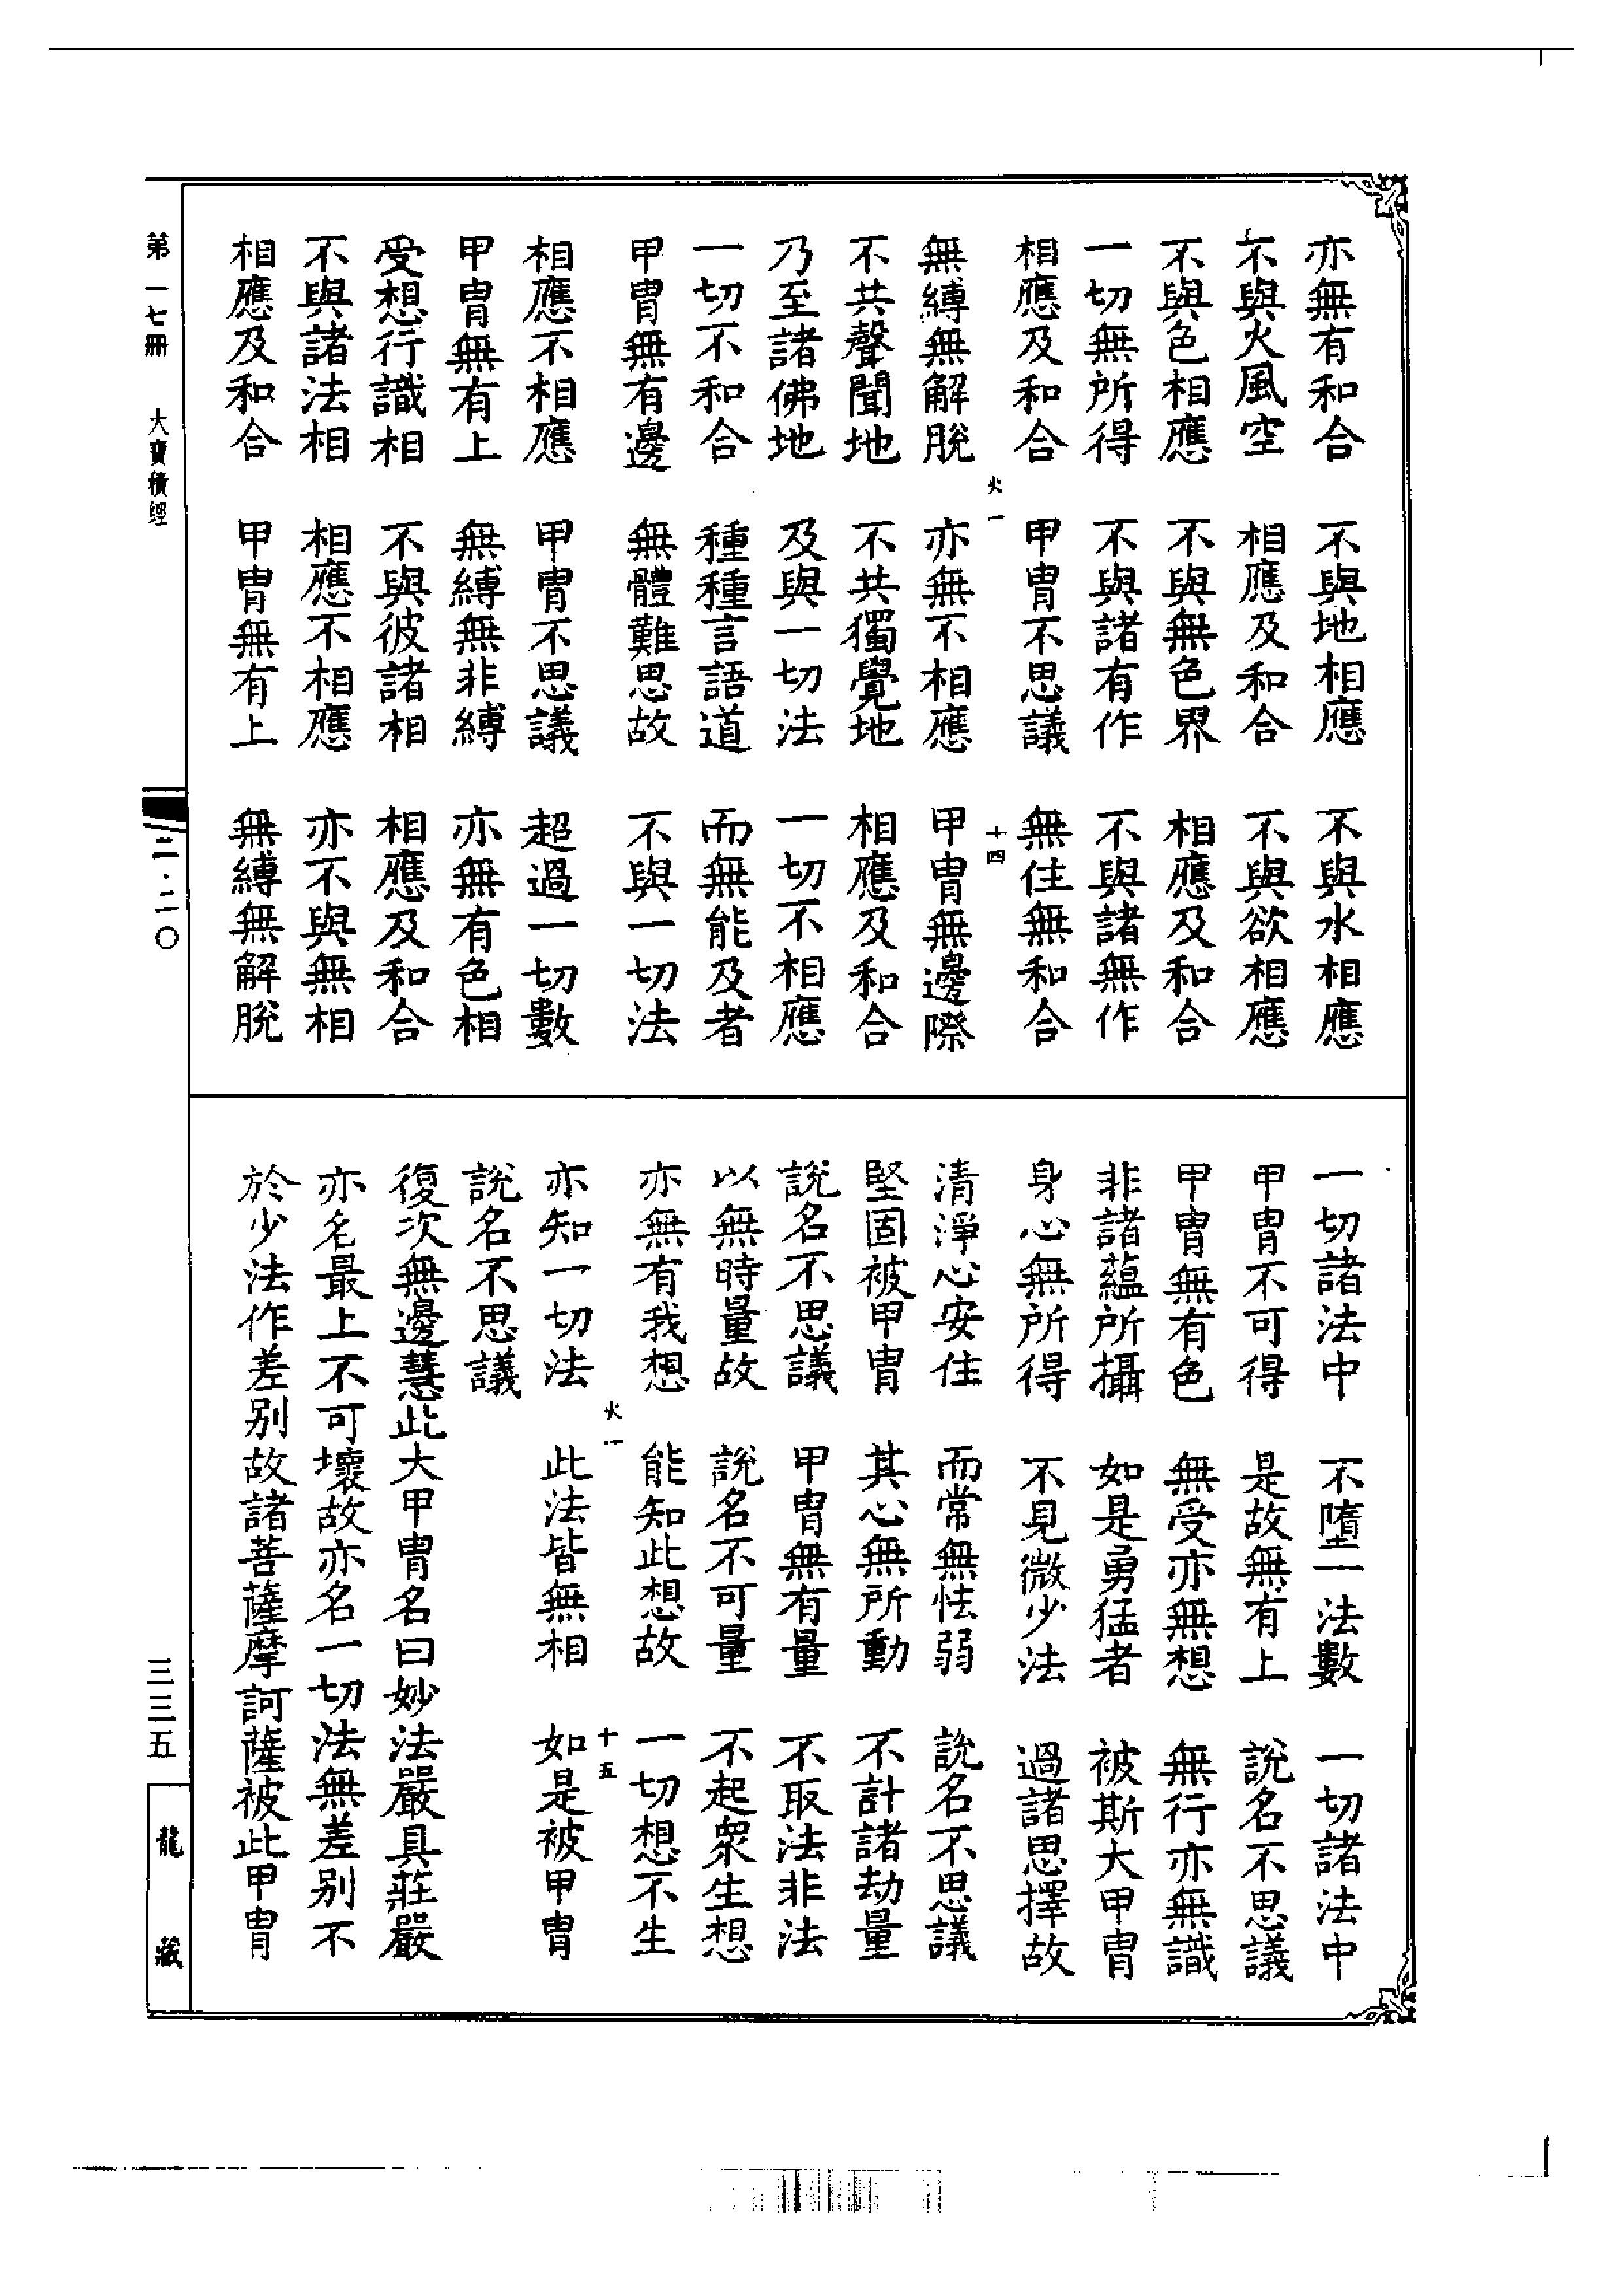 亦無有和合　不與地相應　不與水相應
不與火風空　相應及和合　不與欲相應
不與色相應　不與無色界　相應及和合
一切無所得　不與諸有作　不與諸無作
相應及和合　甲冑不思議　無住無和合
火一　十四
無縛無解脫　亦無不相應　甲冑無邊際
不共聲聞地　不共獨覺地　相應及和合
乃至諸佛地　及與一切法　一切不相應
一切不和合　種種言語道　而無能及者
甲冑無有邊　無體難思故　不與一切法
相應不相應　甲冑不思議　超過一切數
甲冑無有上　無縛無非縛　亦無有色相
受想行識相　不與彼諸相　相應及和合
不與諸法相　相應不相應　亦不與無相
相應及和合　甲冑無有上　無縛無解脫
一切諸法中　不墮一法數　一切諸法中
甲冑不可得　是故無有上　說名不思議
甲冑無有色　無受亦無想　無行亦無識
非諸蘊所攝　如是勇猛者　被斯大甲冑
身心無所得　不見微少法　過諸思擇故
清淨心安住　而常無怯弱　說名不思議
堅固被甲冑　其心無所動　不計諸劫量
說名不思議　甲冑無有量　不取法非法
以無時量故　說名不可量　不起眾生想
亦無有我想　能知此想故　一切想不生
火一　十五
亦知一切法　此法皆無相　如是被甲冑
說名不思議
復次無邊慧此大甲冑名曰妙法嚴具莊嚴
亦名最上不可壞故亦名一切法無差別不
於少法作差別故諸菩薩摩訶薩被此甲冑
第一七冊　大寶積經　二·二〇　三三五　龍藏